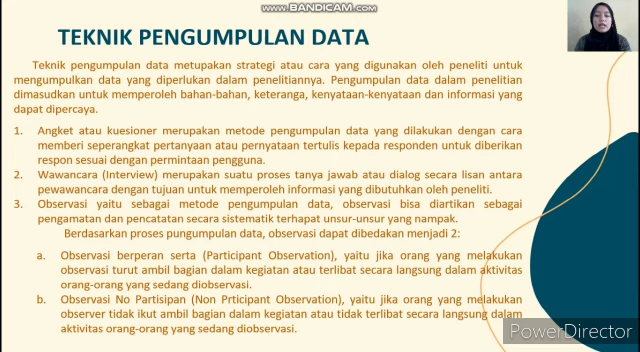 WWW.BANDICAM.COM
TEKNIK PENGUMPULAN DATA
Teknik pengumpulan data metupakan strategi atau cara yang digunakan oleh peneliti untuk
mengumpulkan data yang diperlukan dalam penelitiannya. Pengumpulan data dalam penelitian
dimasudkan untuk memperoleh bahan-bahan, keteranga, kenyataan-kenyataan dan informasi yang
dapat dipercaya.
1. Angket atau kuesioner merupakan metode pengumpulan data yang dilakukan dengan cara
memberi seperangkat pertanyaan atau pernyataan tertulis kepada responden untuk diberikan
respon sesuai dengan permintaan pengguna.
2. Wawancara (Interview) merupakan suatu proses tanya jawab atau dialog secara lisan antara
pewawancara dengan tujuan untuk memperoleh informasi yang dibutuhkan oleh peneliti.
3. Observasi yaitu sebagai metode pengumpulan data, observasi bisa diartikan sebagai
pengamatan dan pencatatan secara sistematik terhapat unsur-unsur yang nampak.
Berdasarkan proses pungumpulan data, observasi dapat dibedakan menjadi 2:
a. Observasi berperan serta (Participant Observation), yaitu jika orang yang melakukan
observasi turut ambil bagian dalam kegiatan atau terlibat secara langsung dalam aktivitas
orang-orang yang sedang diobservasi.
b. Observasi No Partisipan (Non Prticipant Observation), yaitu jika orang yang melakukan
observer tidak ikut ambil bagian dalam kegiatan atau tidak terlibat secara langsung dalam
aktivitas orang-orang yang sedang diobservasi.
PowerDirector